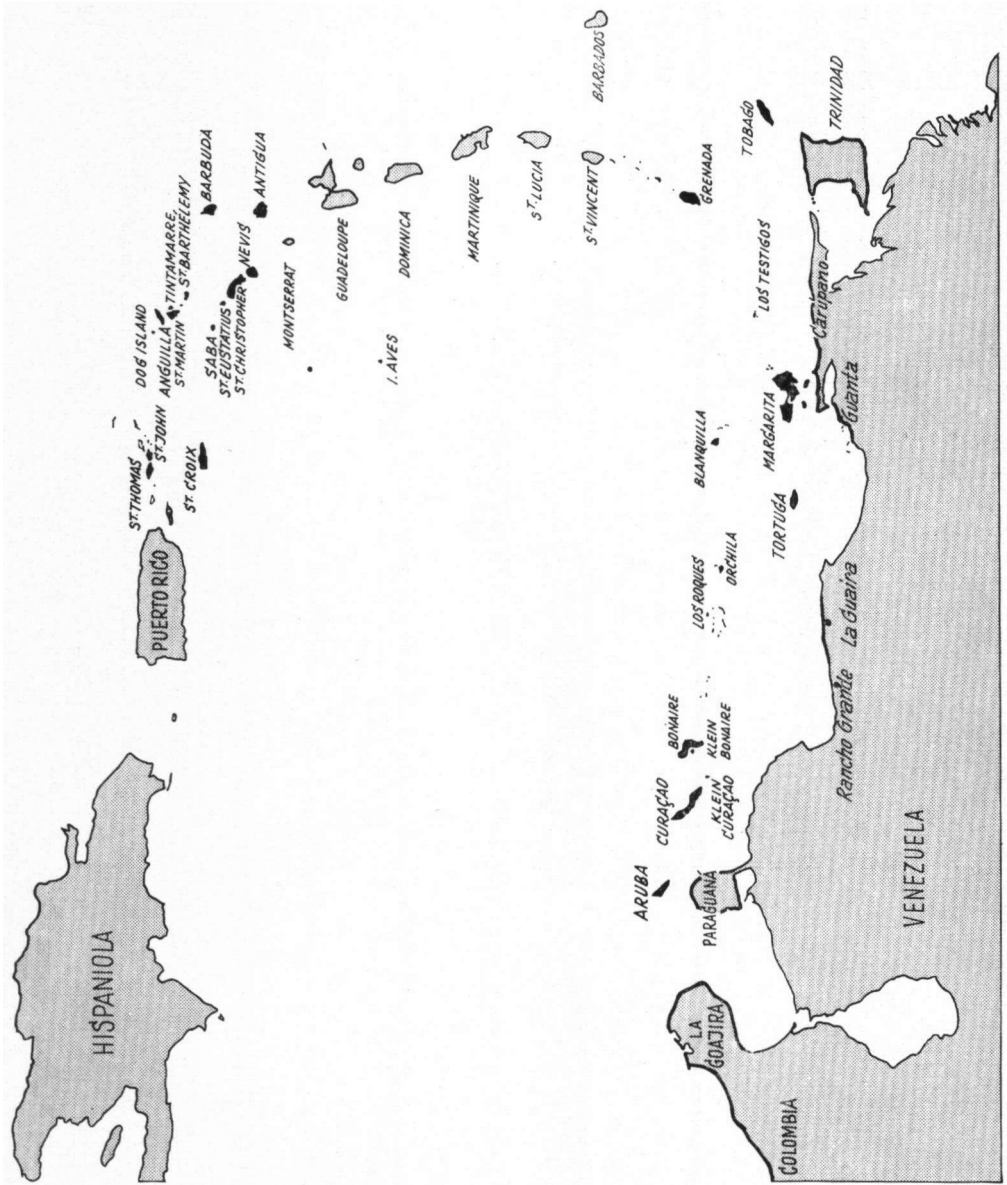 HISPANIOLA
PUERTO RICO
ST. THOMAS
ST. JOHN
ST. CROIX
DOG ISLAND
ANGUILLA
ST. MARTIN
TINTAMARRE
ST. BARTHÉLEMY
BARBUDA
SABA
ST. EUSTATIUS
ST. CHRISTOPHER
NEVIS
ANTIGUA
MONTSERRAT
GUADELOUPE
I. AVES
DOMINICA
MARTINIQUE
ST. LUCIA
ST. VINCENT
BARBADOS
GRENADA
TOBAGO
TRINIDAD
LOS TESTIGOS
Carupano
Guanta
MARGARITA
BLANQUILLA
TORTUGA
ORCHILA
LOS ROQUES
La Guaira
Rancho Grande
BONAIRE
KLEIN
BONAIRE
CURAÇAO
KLEIN
CURAÇAO
ARUBA
PARAGUANÁ
LA
GOAJIRA
COLOMBIA
VENEZUELA